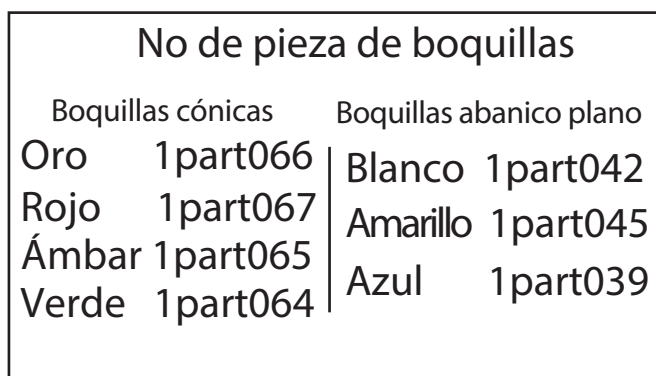 No de pieza de boquillas
Boquillas cónicas
Oro 1part066
Rojo 1part067
Ámbar 1part065
Verde 1part064
Boquillas abanico plano
Blanco 1part042
Amarillo 1part045
Azul 1part039